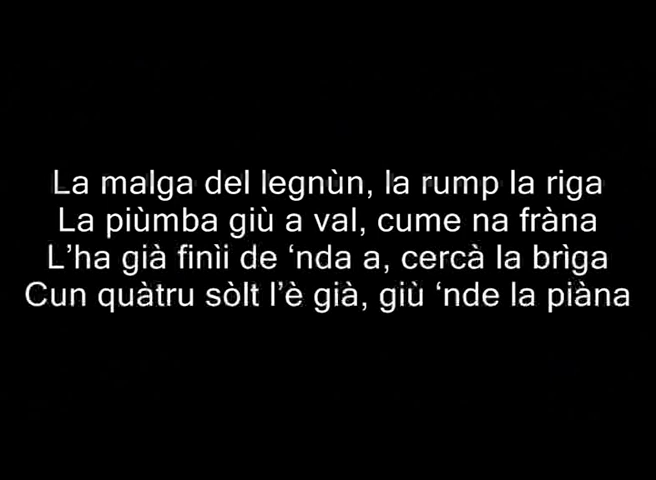 La malga del legnùn, la rump la riga
La piùmba giù a val, cume na fràna
L’ha già finìi de ‘nda a, cercà la brìga
Cun quàtru sòlt l’è già, giù ‘nde la piàna